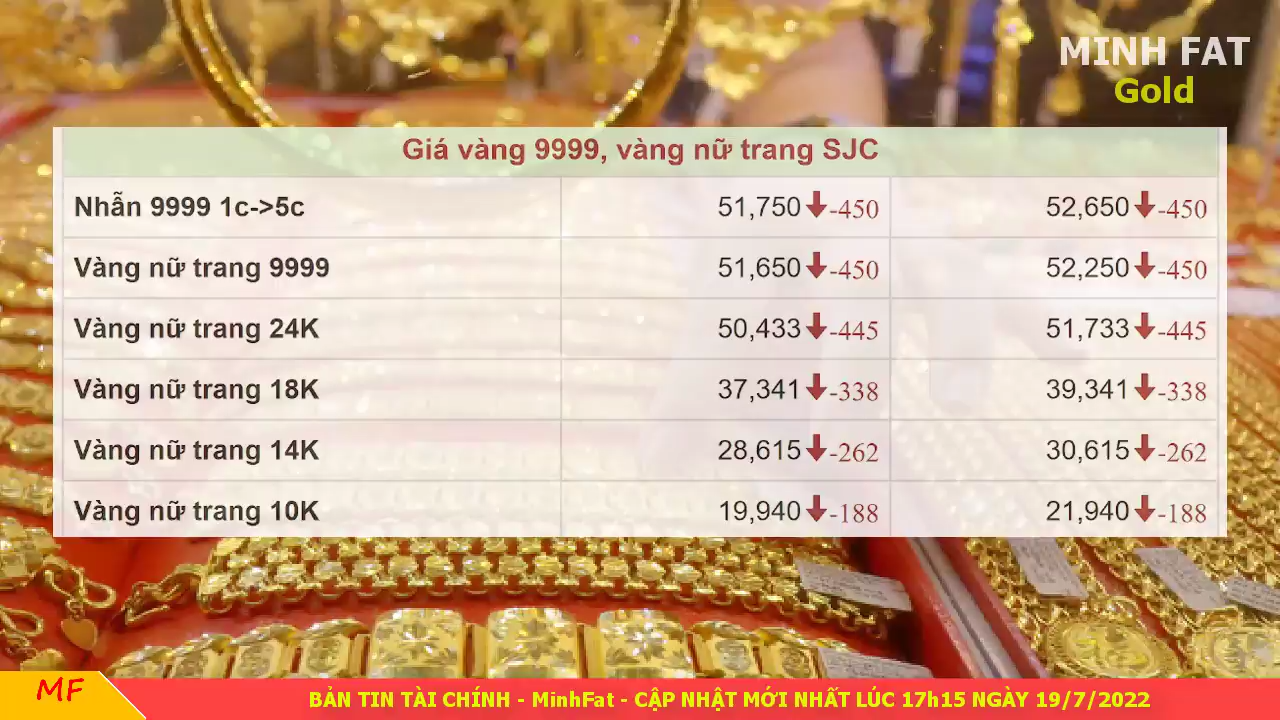 MINH FAT
Gold
Giá vàng 9999, vàng nữ trang SJC
Nhẫn 9999 1c->5c 51,750 -450 52,650 -450
Vàng nữ trang 9999 51,650 -450 52,250 -450
Vàng nữ trang 24K 50,433 -445 51,733 -445
Vàng nữ trang 18K 37,341 -338 39,341 -338
Vàng nữ trang 14K 28,615 -262 30,615 -262
Vàng nữ trang 10K 19,940 -188 21,940 -188
MF BẢN TIN TÀI CHÍNH - MinhFat - CẬP NHẬT MỚI NHẤT LÚC 17h15 NGÀY 19/7/2022